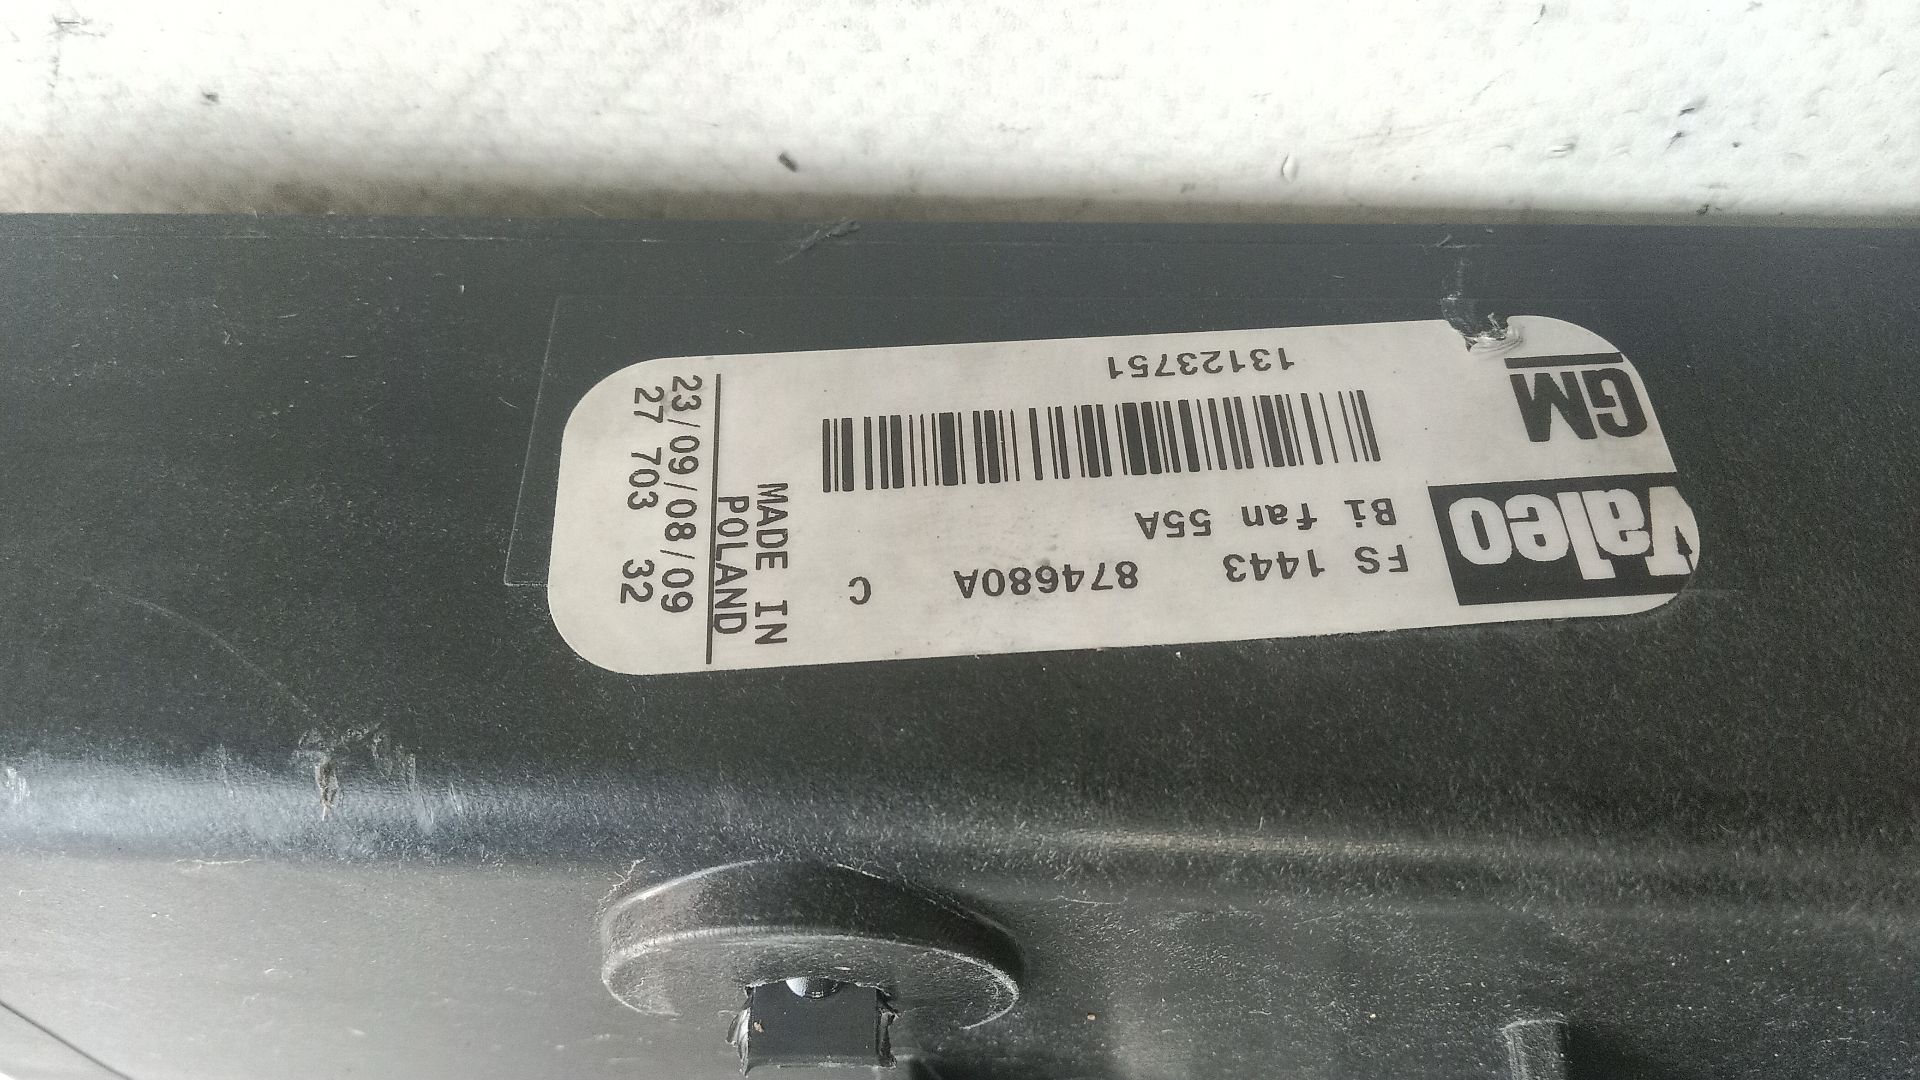 Valeo
GM
FS 1443 874680A C
Bi fan 55A
13123751
MADE IN
POLAND
23/09/08/09
27 703 32